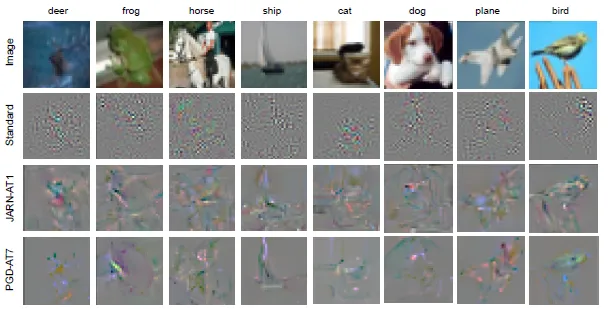 deer frog horse ship cat dog plane bird
Image
Standard
JARN-AT1
PGD-AT7